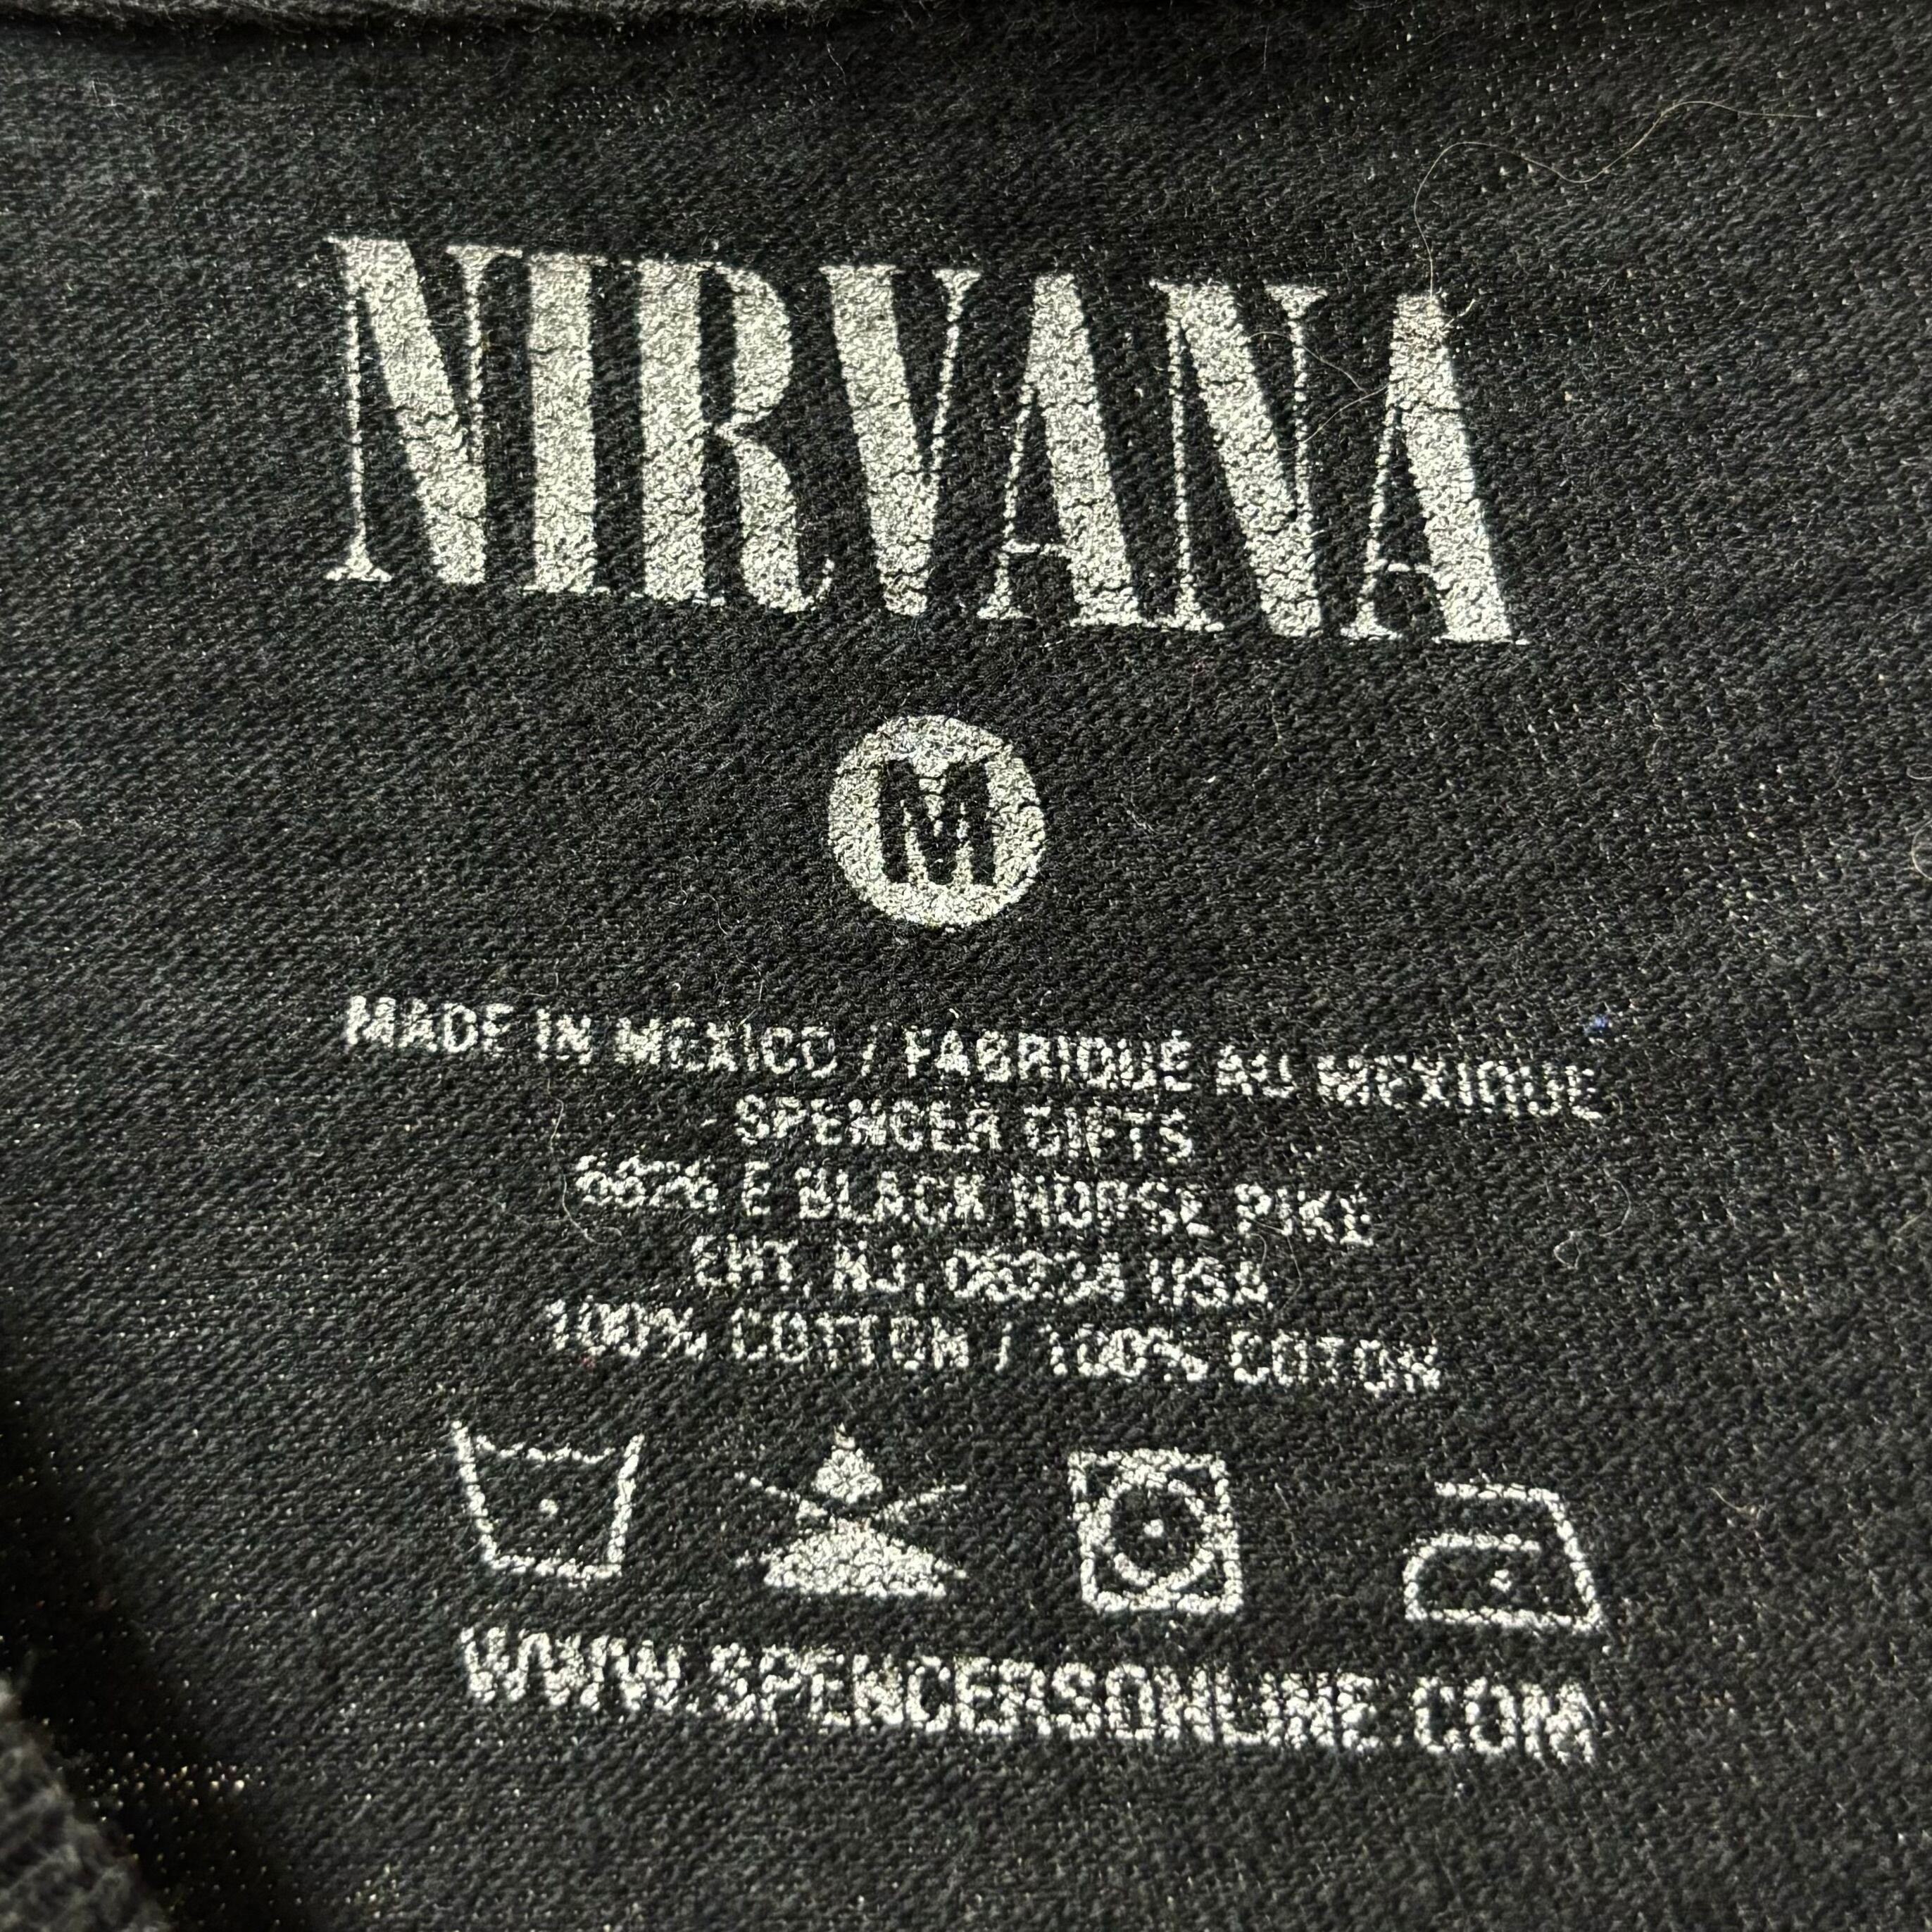 NIRVANA
M
MADE IN MEXICO / FABRIQUÉ AU MEXIQUE
SPENCER GIFTS
6826 E BLACK HORSE PIKE
EHT, NJ, 08234 USA
100% COTTON / 100% COTON
WWW.SPENCERSONLINE.COM